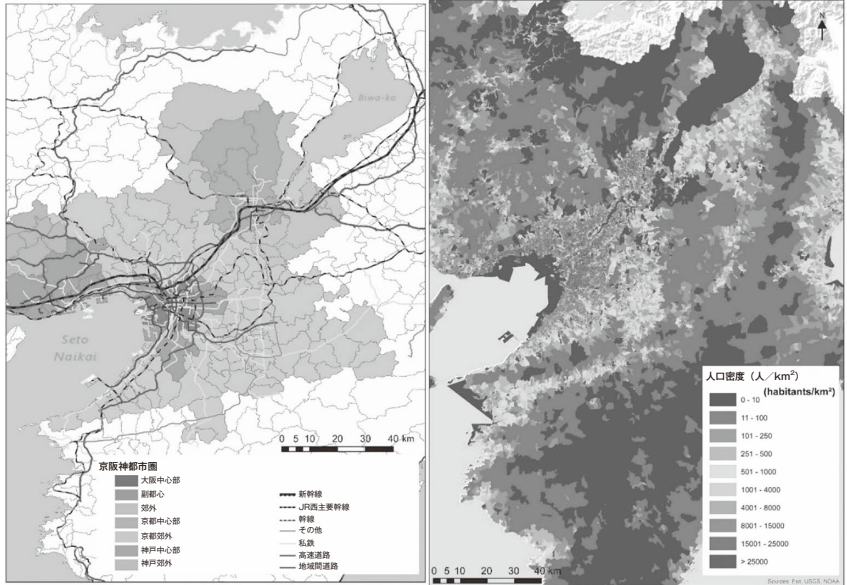 Biwa-ko
Seto
Naikai
0 5 10 20 30 40 km
京阪神都市圏
大阪中心部
副都心
郊外
京都中心部
京都郊外
神戸中心部
神戸郊外
新幹線
JR西主要幹線
幹線
その他
私鉄
高速道路
地域間道路
N
人口密度（人／km²）
(habitants/km²)
0 - 10
11 - 100
101 - 250
251 - 500
501 - 1000
1001 - 4000
4001 - 8000
8001 - 15000
15001 - 25000
> 25000
0 5 10 20 30 40 km
Sources: Esri, USGS, NOAA